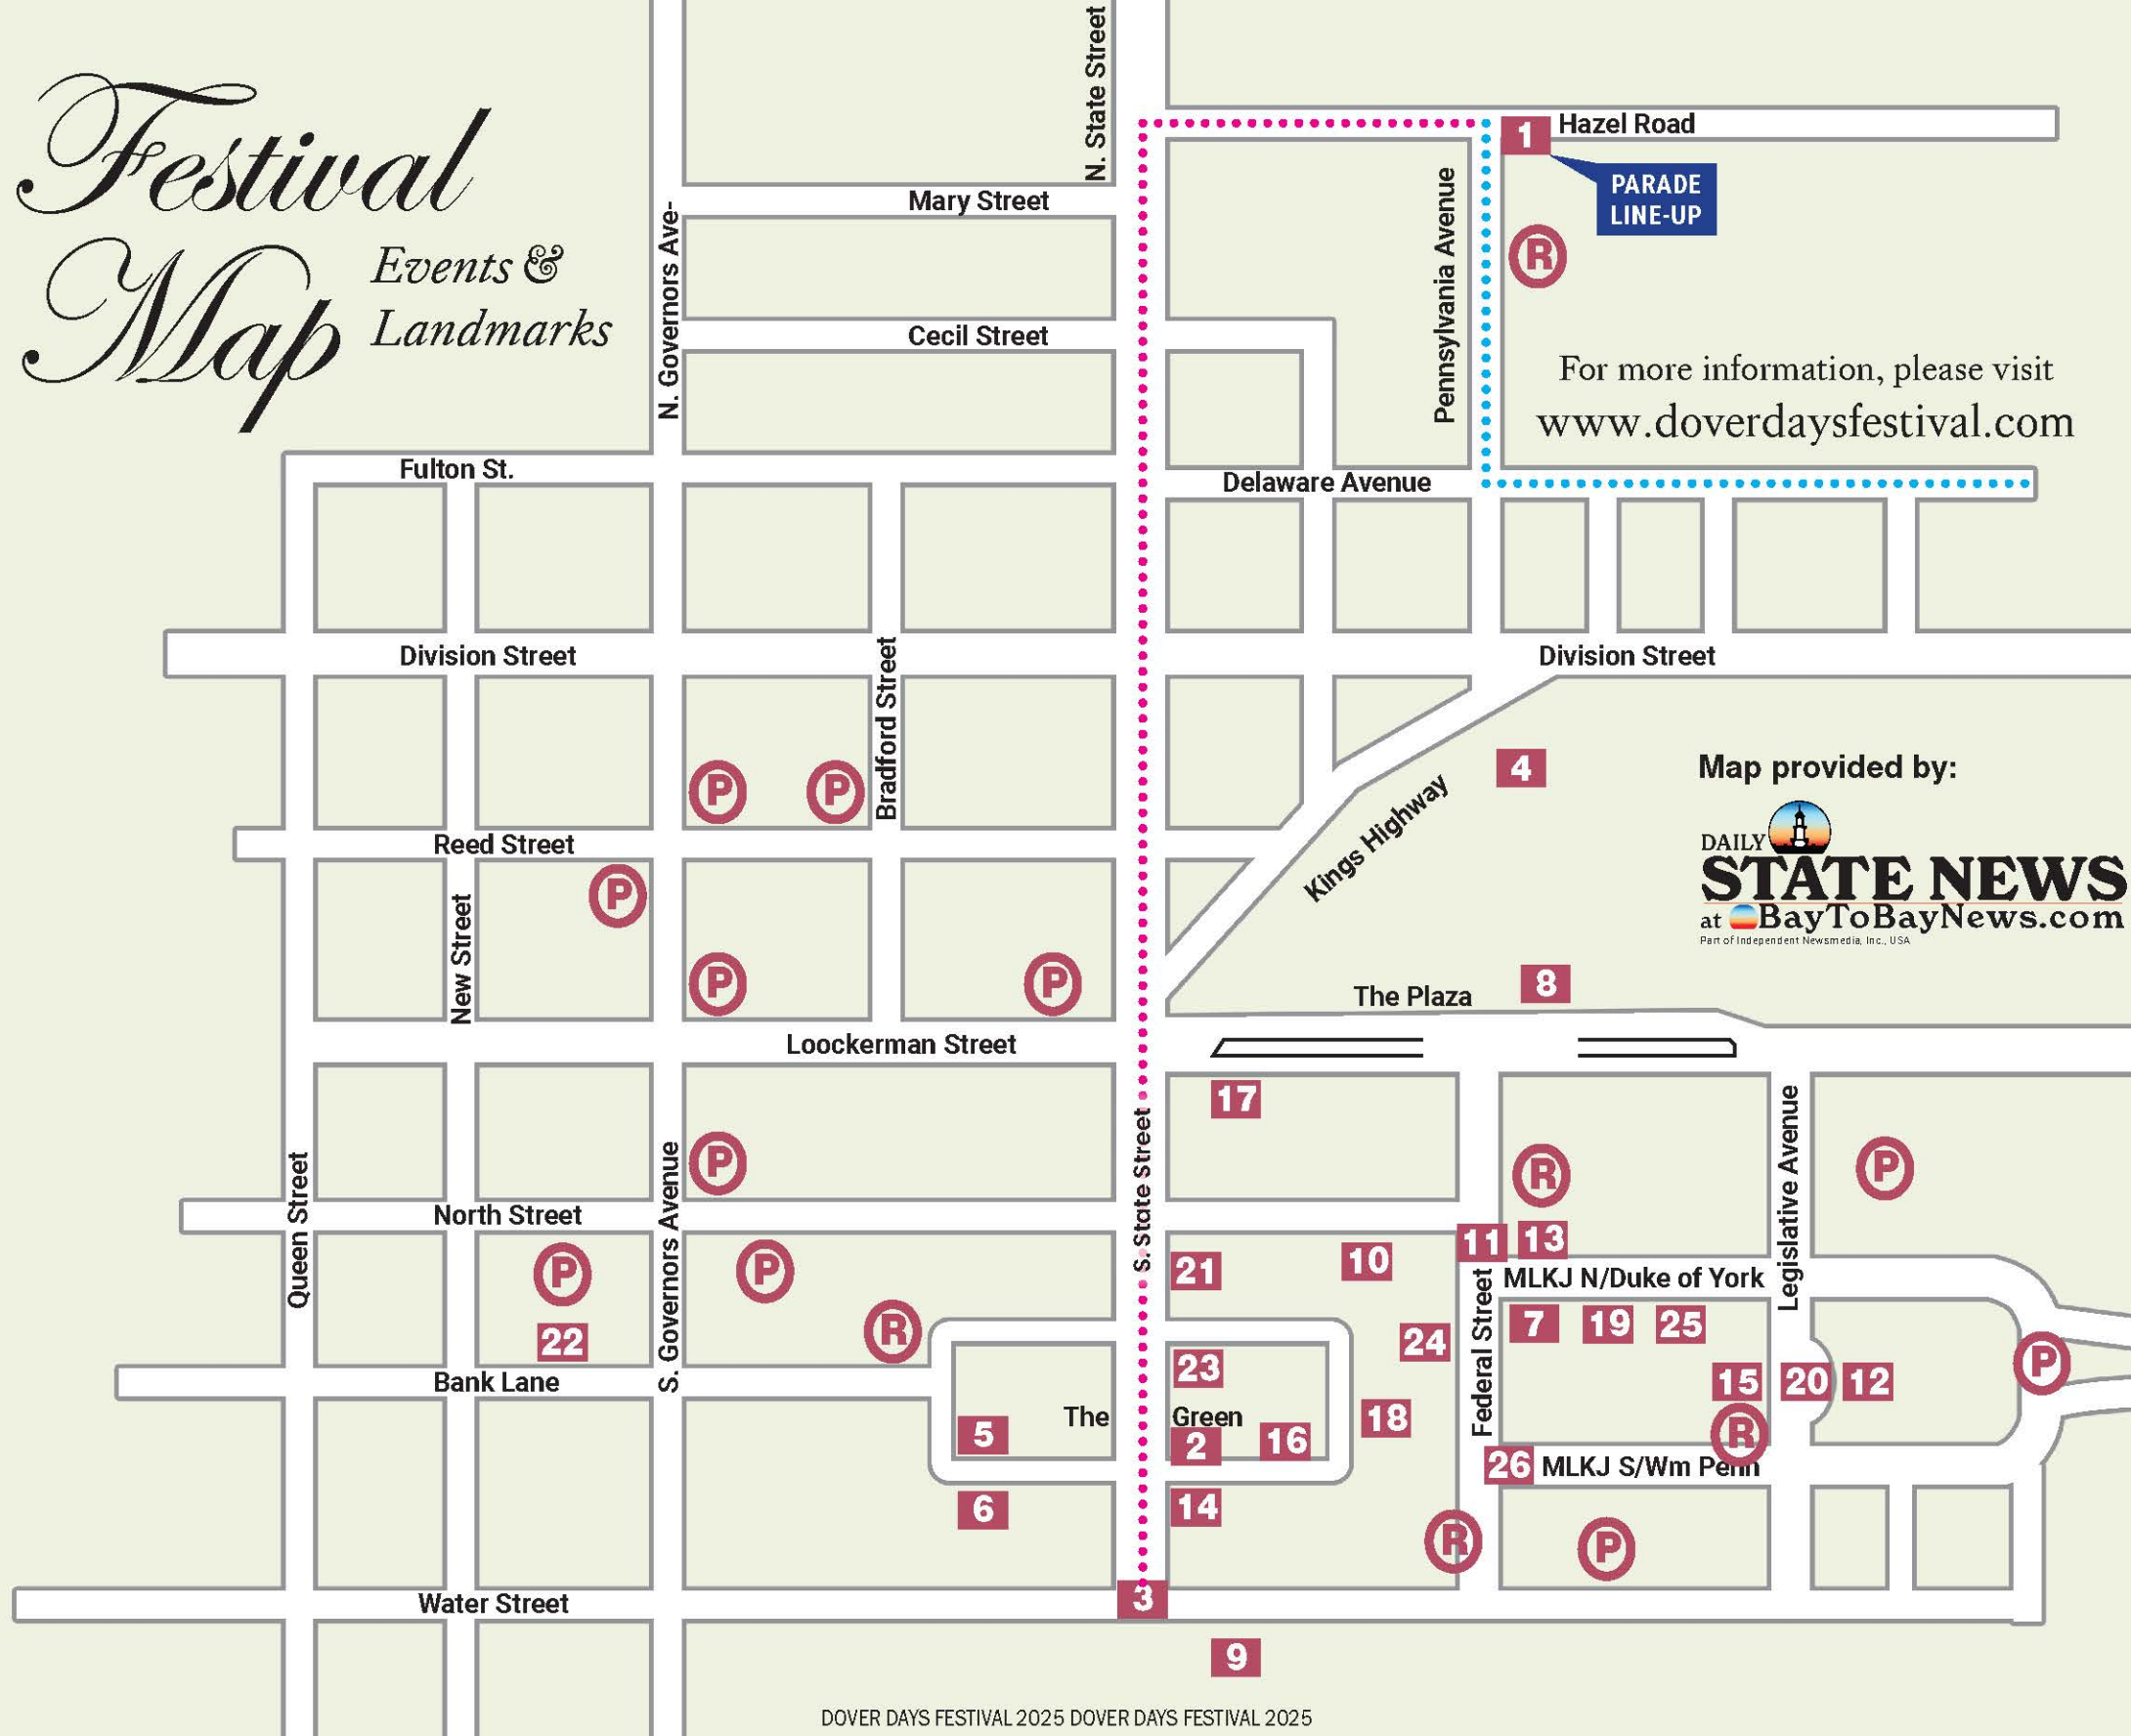 Festival
Map
Events &
Landmarks
N. State Street
Hazel Road
1
PARADE
LINE-UP
R
Mary Street
N. Governors Ave-
Pennsylvania Avenue
Cecil Street
For more information, please visit
www.doverdaysfestival.com
Fulton St.
Delaware Avenue
Division Street
Division Street
Bradford Street
P
P
Kings Highway
4
Map provided by:
DAILY
STATE NEWS
at BayToBayNews.com
Part of Independent Newsmedia, Inc., USA
Reed Street
P
New Street
P
P
The Plaza
8
Loockerman Street
17
Queen Street
S. Governors Avenue
P
S. State Street
R
Legislative Avenue
P
North Street
11
13
P
P
21
10
MLKJ N/Duke of York
22
R
24
Federal Street
7
19
25
Bank Lane
23
15
20
12
P
The
Green
18
5
2
16
R
26
MLKJ S/Wm Penn
6
14
R
P
Water Street
3
9
DOVER DAYS FESTIVAL 2025 DOVER DAYS FESTIVAL 2025